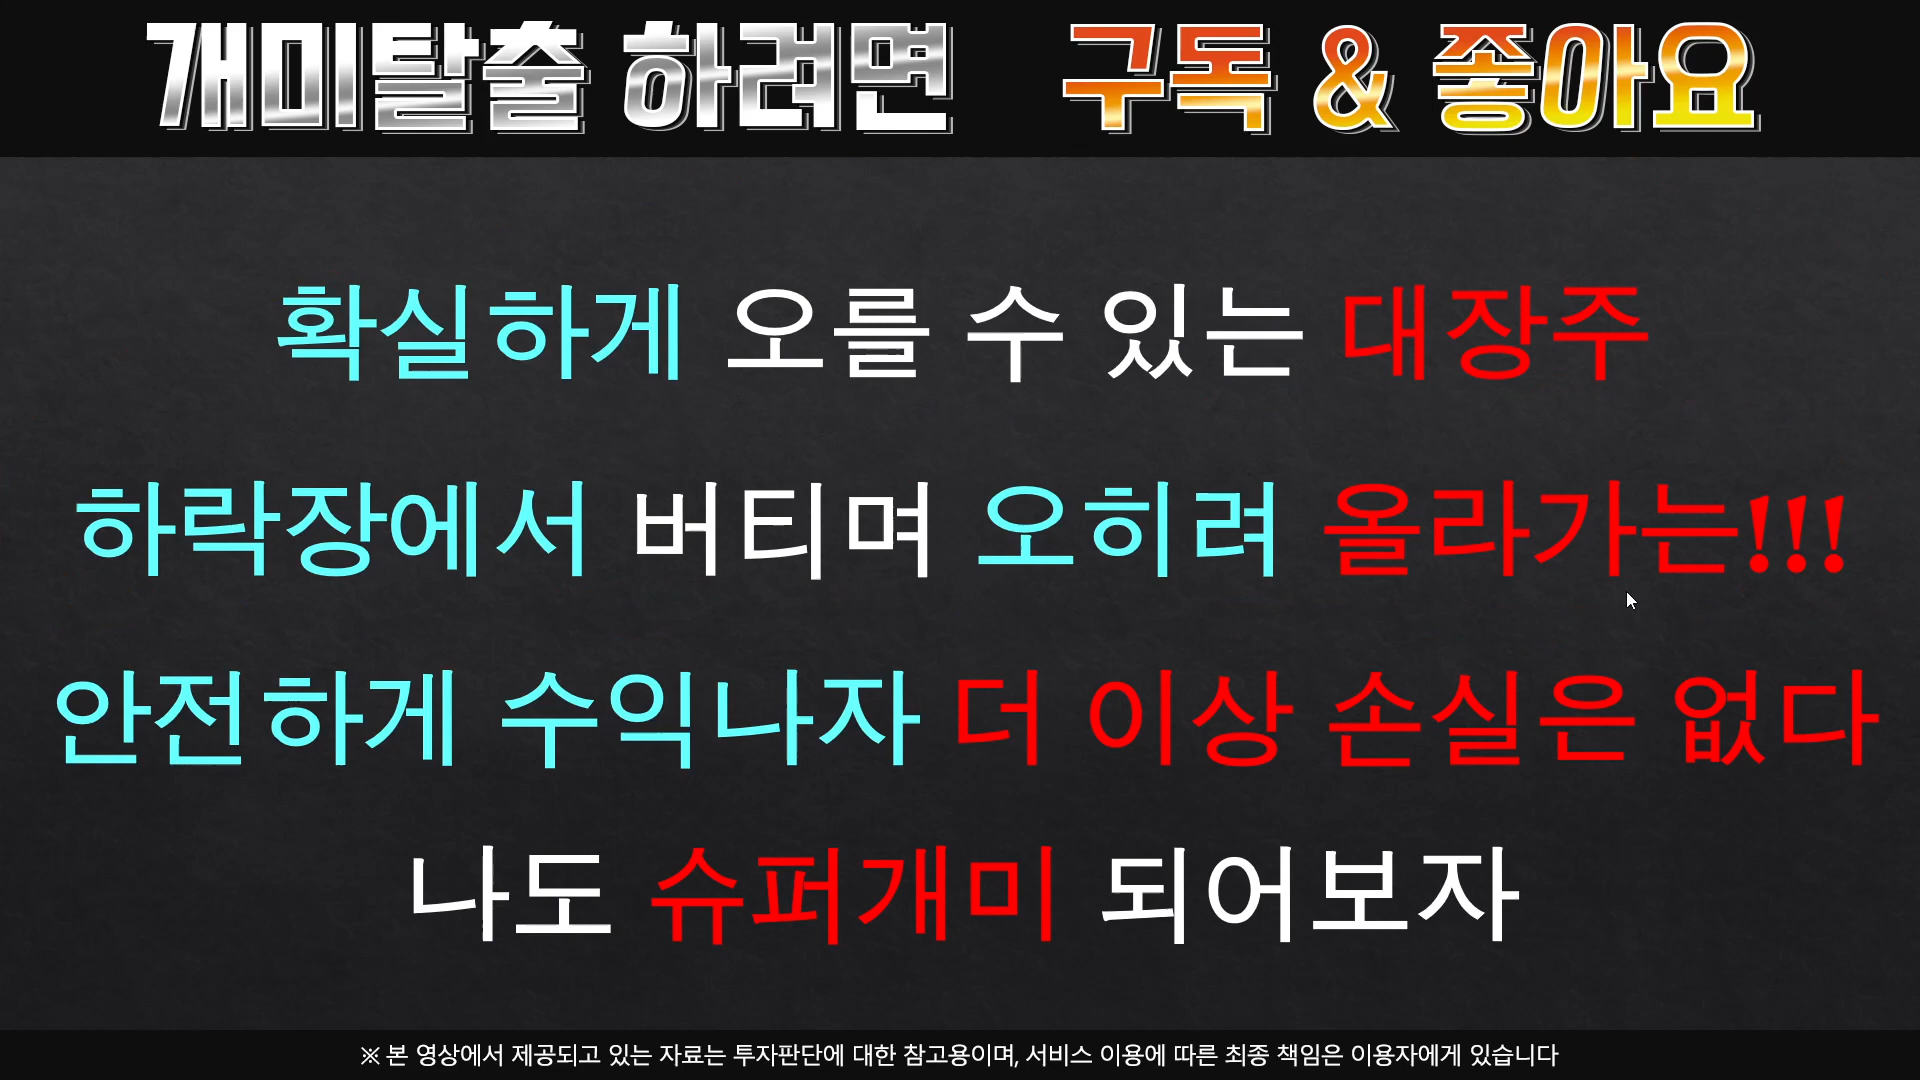 개미탈출 하려면 구독 & 좋아요
확실하게 오를 수 있는 대장주
하락장에서 버티며 오히려 올라가는!!!
안전하게 수익나자 더 이상 손실은 없다
나도 슈퍼개미 되어보자
※ 본 영상에서 제공되고 있는 자료는 투자판단에 대한 참고용이며, 서비스 이용에 따른 최종 책임은 이용자에게 있습니다